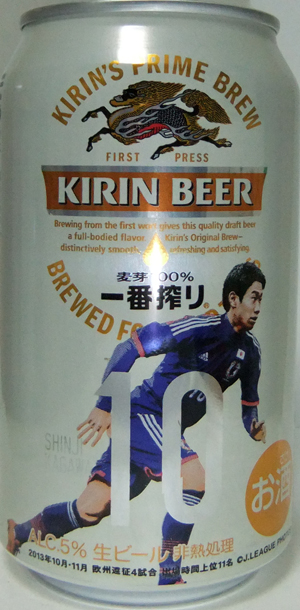 KIRIN'S PRIME BREW
FIRST PRESS
KIRIN BEER
Brewing from the first wort gives this quality draft beer
a full-bodied flavor. Kirin's Original Brew—
distinctively smooth, refreshing and satisfying.
麦芽100%
一番搾り
BREWED FO
10
SHINJI
KAGAWA
お酒
ALC.5% 生ビール 非熱処理
2013年10月・11月 欧州遠征4試合 出場時間上位11名 ©J.LEAGUE PHOTOS